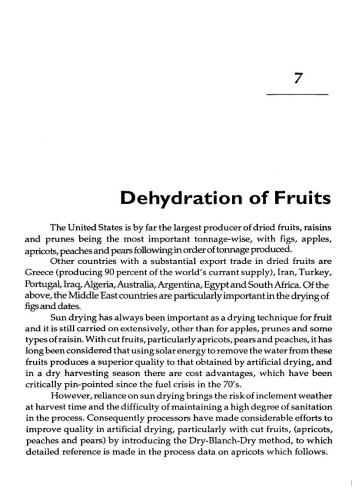 7
Dehydration of Fruits
The United States is by far the largest producer of dried fruits, raisins
and prunes being the most important tonnage-wise, with figs, apples,
apricots, peaches and pears following in order of tonnage produced.
Other countries with a substantial export trade in dried fruits are
Greece (producing 90 percent of the world's currant supply), Iran, Turkey,
Portugal, Iraq, Algeria, Australia, Argentina, Egypt and South Africa. Of the
above, the Middle East countries are particularly important in the drying of
figs and dates.
Sun drying has always been important as a drying technique for fruit
and it is still carried on extensively, other than for apples, prunes and some
types of raisin. With cut fruits, particularly apricots, pears and peaches, it has
long been considered that using solar energy to remove the water from these
fruits produces a superior quality to that obtained by artificial drying, and
in a dry harvesting season there are cost advantages, which have been
critically pin-pointed since the fuel crisis in the 70's.
However, reliance on sun drying brings the risk of inclement weather
at harvest time and the difficulty of maintaining a high degree of sanitation
in the process. Consequently processors have made considerable efforts to
improve quality in artificial drying, particularly with cut fruits, (apricots,
peaches and pears) by introducing the Dry-Blanch-Dry method, to which
detailed reference is made in the process data on apricots which follows.